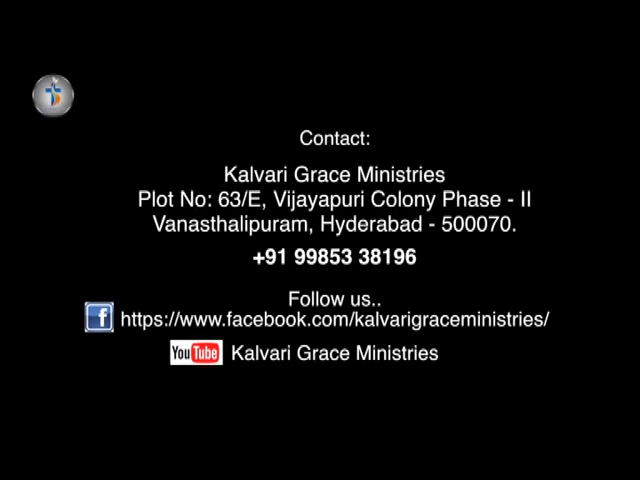 Contact:
Kalvari Grace Ministries
Plot No: 63/E, Vijayapuri Colony Phase - II
Vanasthalipuram, Hyderabad - 500070.
+91 99853 38196
Follow us..
f https://www.facebook.com/kalvarigraceministries/
YouTube Kalvari Grace Ministries